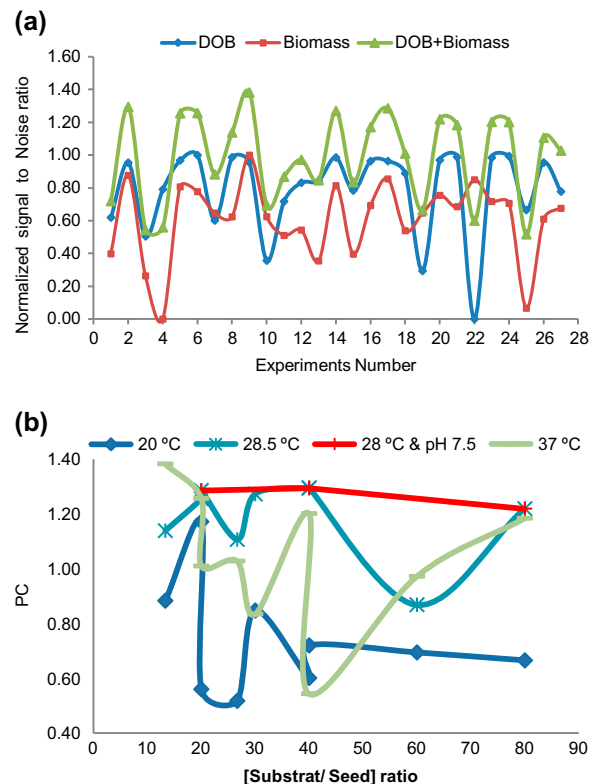 (a)
DOB Biomass DOB+Biomass
Normalized signal to Noise ratio
1.60
1.40
1.20
1.00
0.80
0.60
0.40
0.20
0.00
0 2 4 6 8 10 12 14 16 18 20 22 24 26 28
Experiments Number
(b)
20 ºC 28.5 ºC 28 ºC & pH 7.5 37 ºC
PC
1.40
1.20
1.00
0.80
0.60
0.40
0 10 20 30 40 50 60 70 80 90
[Substrat/ Seed] ratio